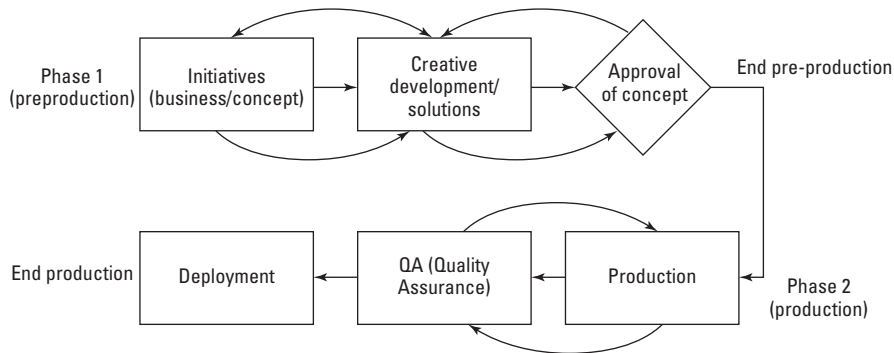 Phase 1
(preproduction)
Initiatives
(business/concept)
Creative
development/
solutions
Approval
of concept
End pre-production
End production
Deployment
QA (Quality
Assurance)
Production
Phase 2
(production)